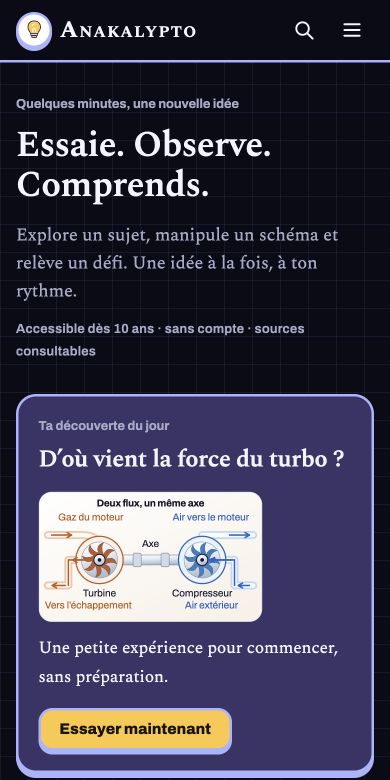 ANAKALYPTO
Quelques minutes, une nouvelle idée
Essaie. Observe.
Comprends.
Explore un sujet, manipule un schéma et
relève un défi. Une idée à la fois, à ton
rythme.
Accessible dès 10 ans · sans compte · sources
consultables
Ta découverte du jour
D’où vient la force du turbo ?
Deux flux, un même axe
Gaz du moteur
Air vers le moteur
Axe
Turbine
Compresseur
Vers l’échappement
Air extérieur
Une petite expérience pour commencer,
sans préparation.
Essayer maintenant